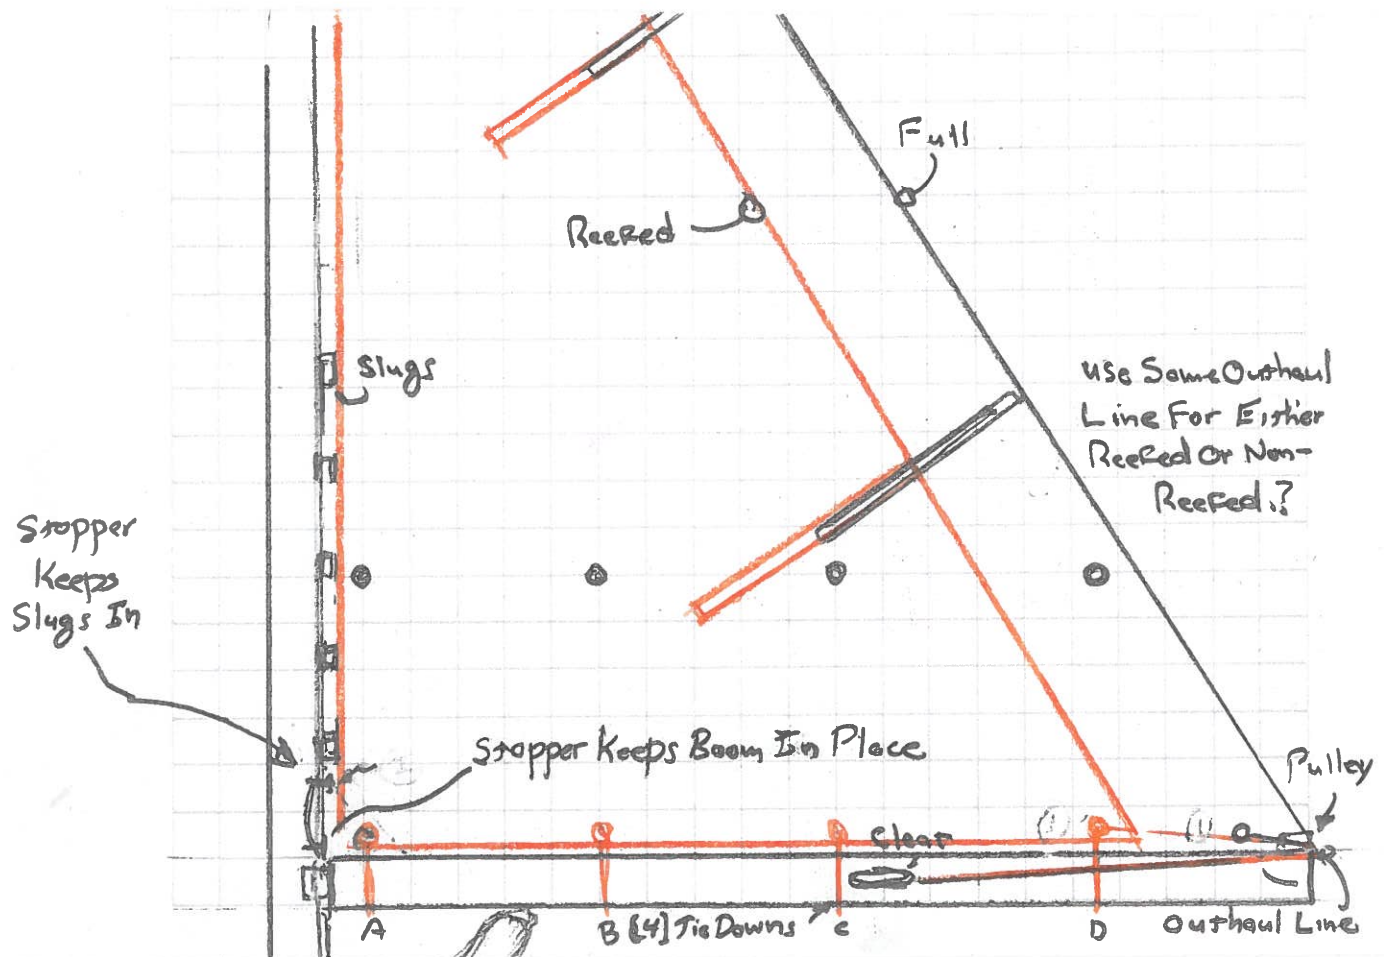 Full
Reefed
Slugs
Use Same Outhaul
Line For Either
Reefed Or Non-
Reefed.?
Stopper
Keeps
Slugs In
Stopper Keeps Boom In Place
Pulley
Cleat
A
B [4] Tie Downs
C
D
Outhaul Line